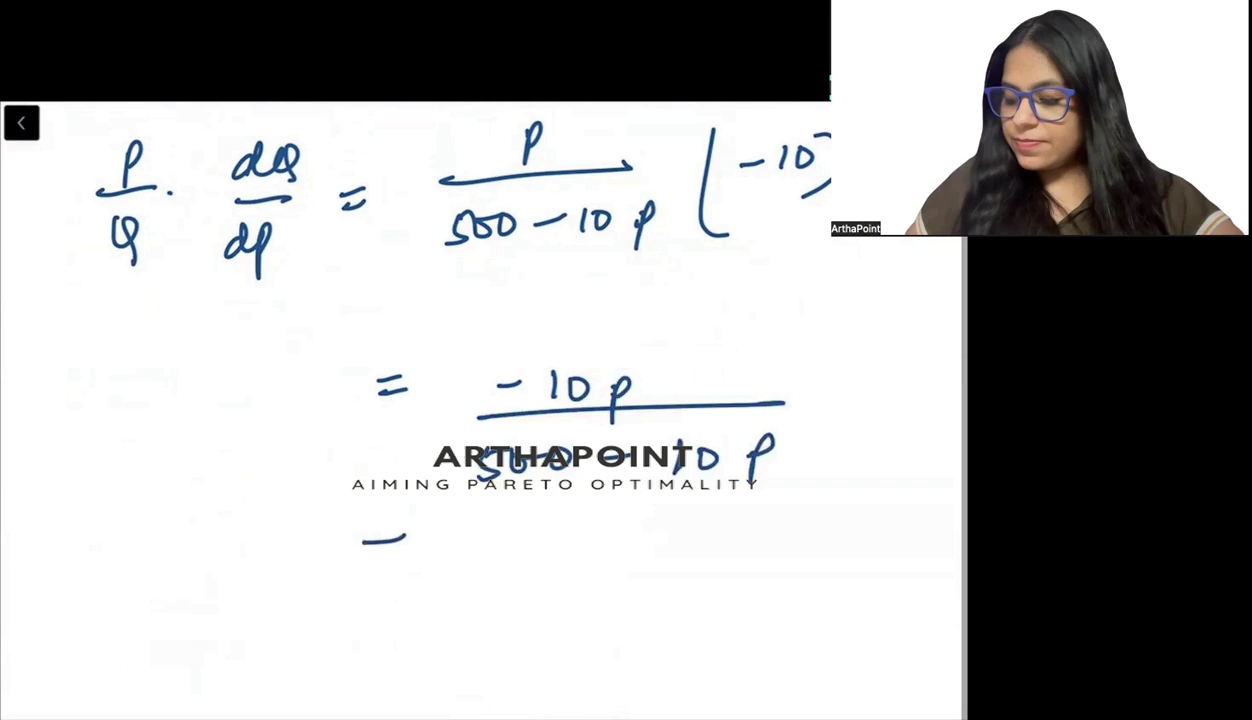 p/Q · dQ/dp = p/(500 - 10p) (-10)
ArthaPoint
= -10p/(500 - 10p)
ARTHAPOINT
AIMING PARETO OPTIMALITY